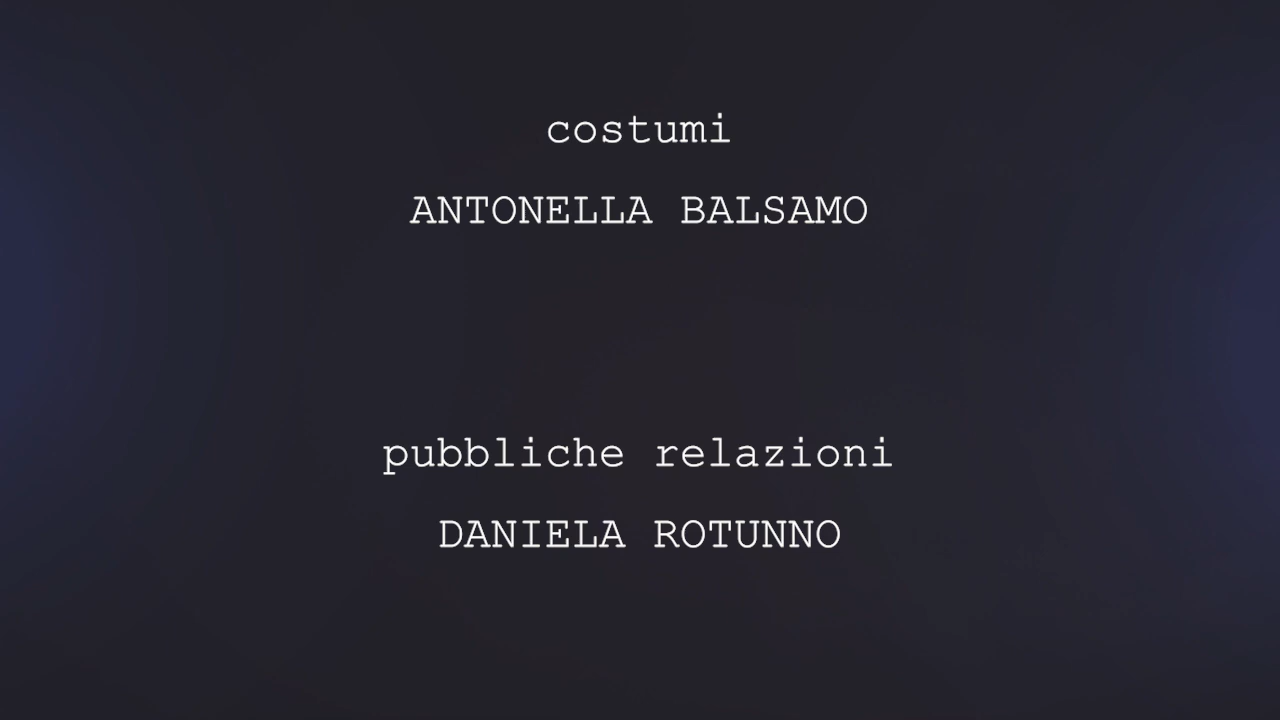 costumi
ANTONELLA BALSAMO
pubbliche relazioni
DANIELA ROTUNNO